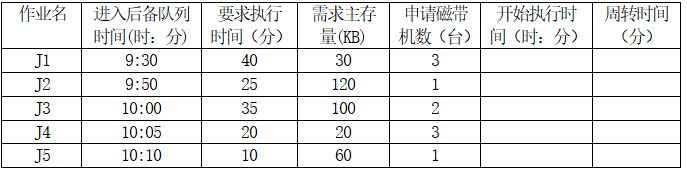 作业名 进入后备队列时间(时：分) 要求执行时间（分） 需求主存量(KB) 申请磁带机数（台） 开始执行时间（时：分） 周转时间（分）
J1 9:30 40 30 3
J2 9:50 25 120 1
J3 10:00 35 100 2
J4 10:05 20 20 3
J5 10:10 10 60 1